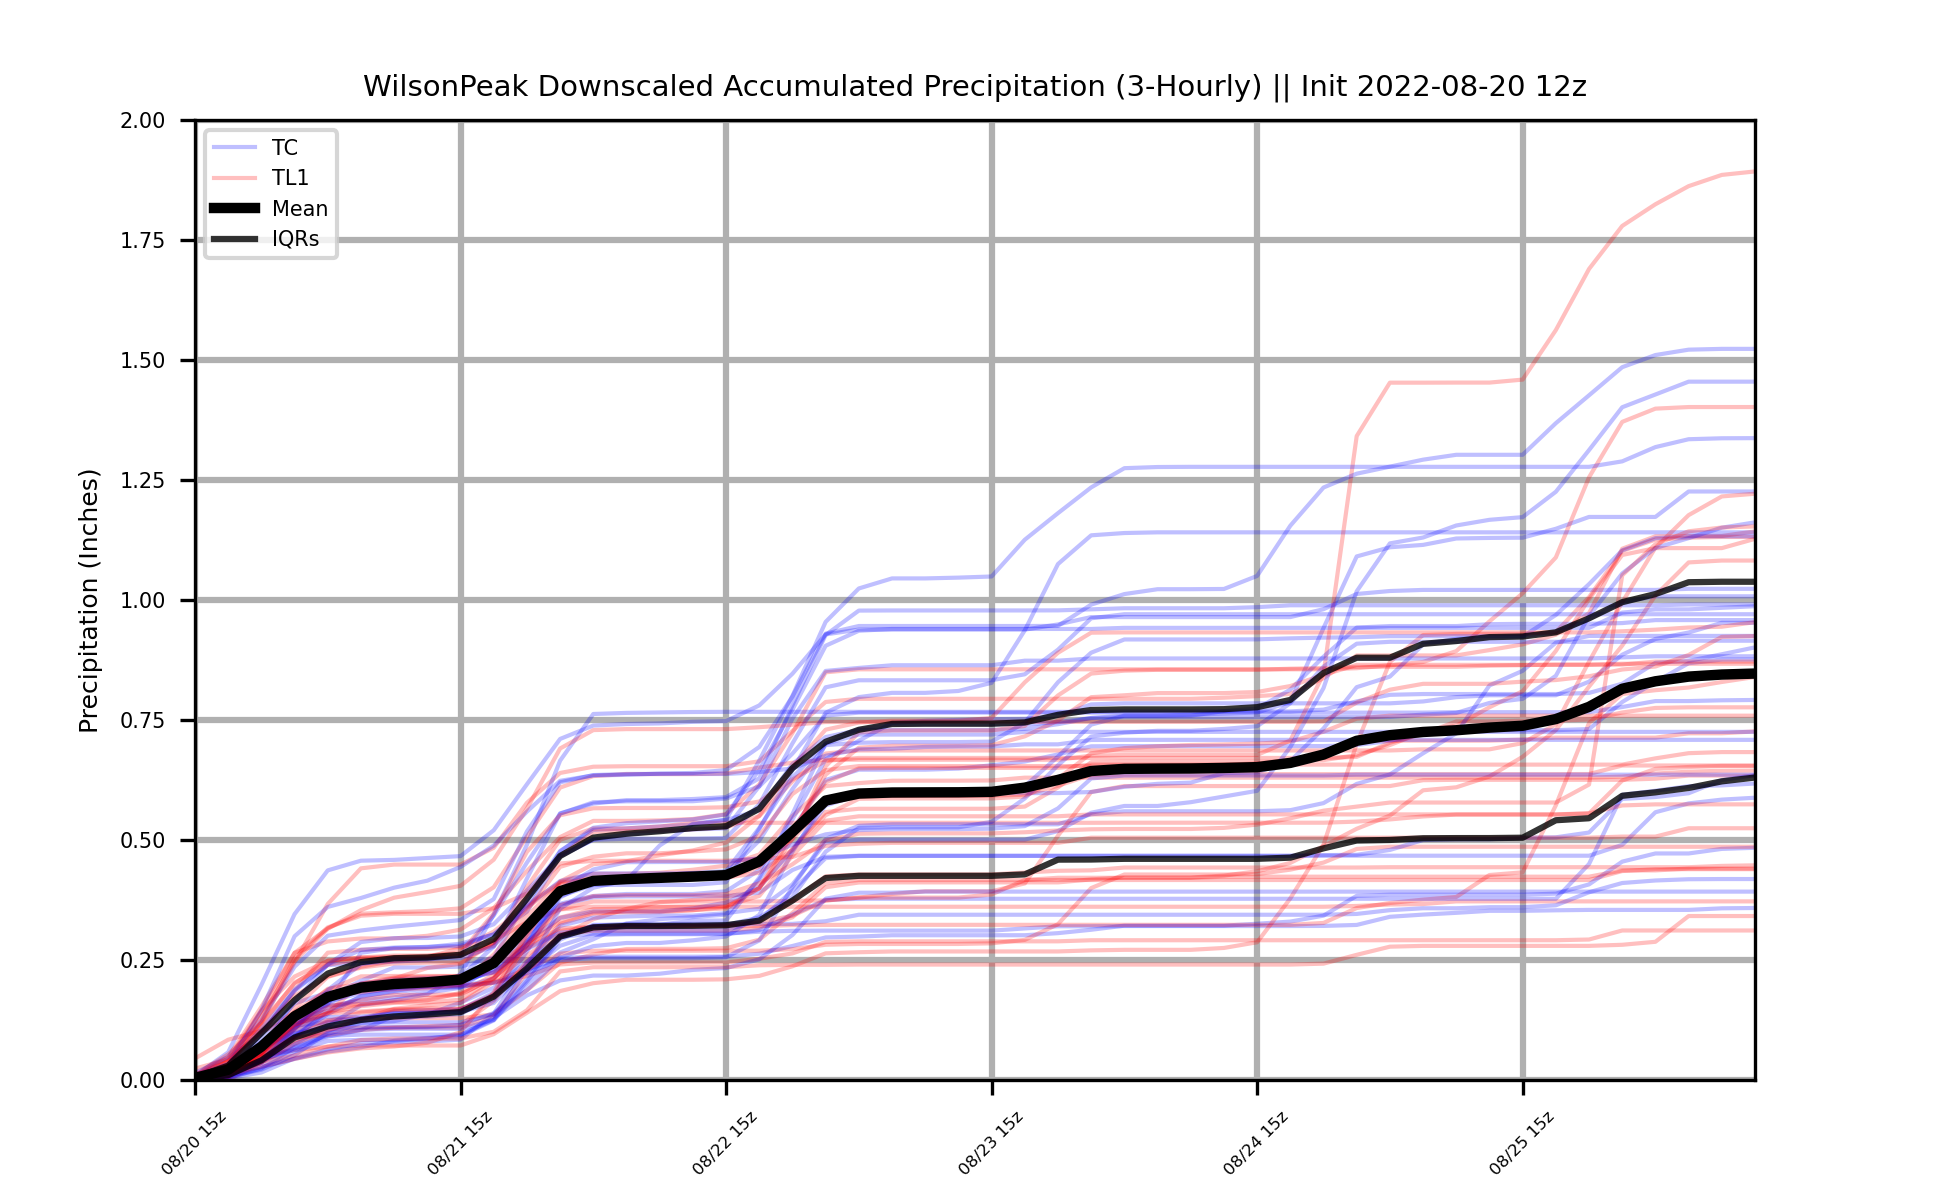 WilsonPeak Downscaled Accumulated Precipitation (3-Hourly) || Init 2022-08-20 12z
Precipitation (Inches)
2.00
1.75
1.50
1.25
1.00
0.75
0.50
0.25
0.00
TC
TL1
Mean
IQRs
08/20 15z
08/21 15z
08/22 15z
08/23 15z
08/24 15z
08/25 15z